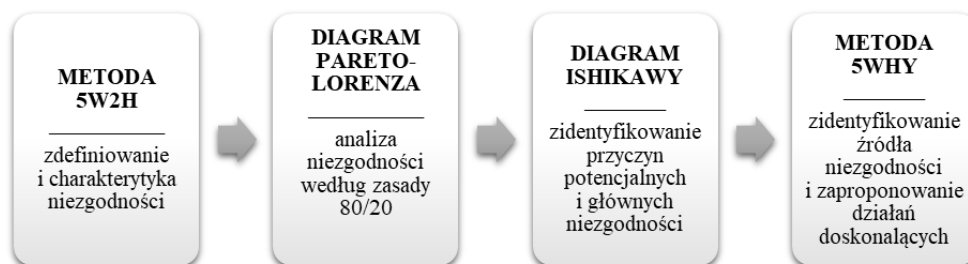 METODA
5W2H
zdefiniowanie
i charakterytyka
niezgodności
DIAGRAM
PARETO-
LORENZA
analiza
niezgodności
według zasady
80/20
DIAGRAM
ISHIKAWY
zidentyfikowanie
przyczyn
potencjalnych
i głównych
niezgodności
METODA
5WHY
zidentyfikowanie
źródła
niezgodności
i zaproponowanie
działań
doskonalących